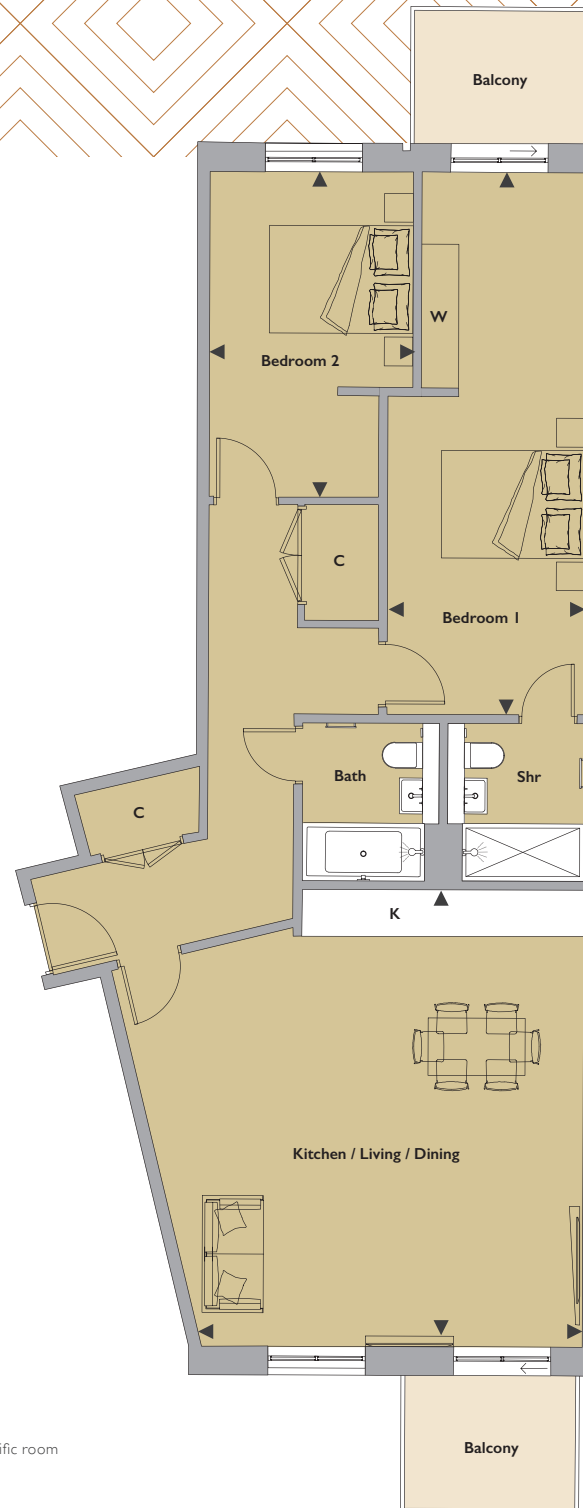 Balcony
W
Bedroom 2
C
Bedroom 1
Bath
Shr
C
K
Kitchen / Living / Dining
Balcony
ific room